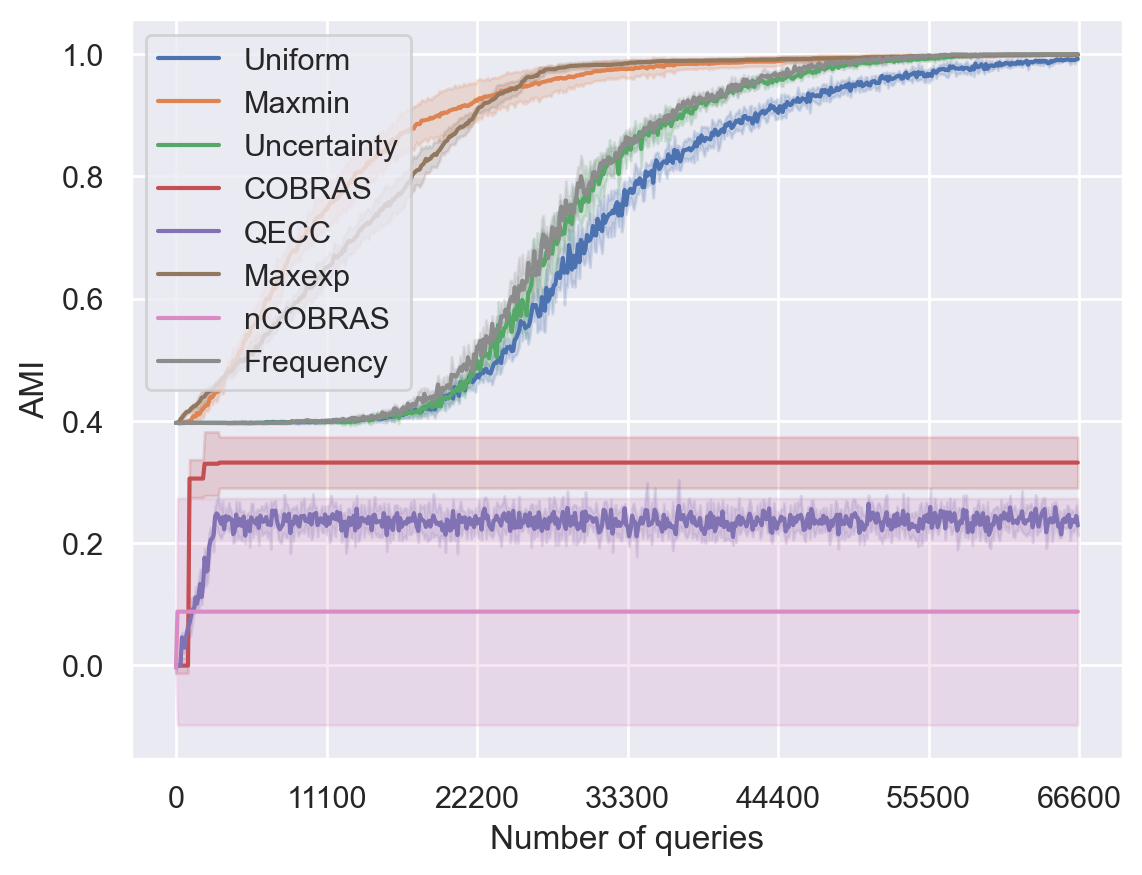 1.0
0.8
0.6
0.4
0.2
0.0
AMI
Uniform
Maxmin
Uncertainty
COBRAS
QECC
Maxexp
nCOBRAS
Frequency
0 11100 22200 33300 44400 55500 66600
Number of queries